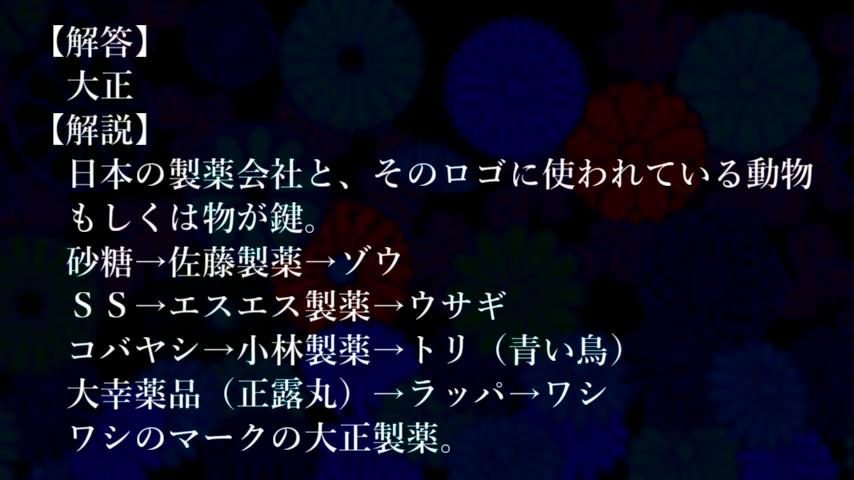 【解答】
大正
【解説】
日本の製薬会社と、そのロゴに使われている動物
もしくは物が鍵。
砂糖→佐藤製薬→ゾウ
ＳＳ→エスエス製薬→ウサギ
コバヤシ→小林製薬→トリ（青い鳥）
大幸薬品（正露丸）→ラッパ→ワシ
ワシのマークの大正製薬。